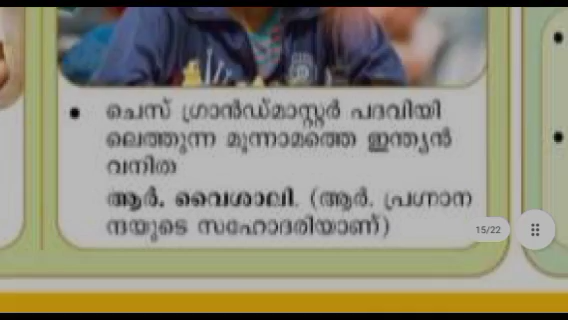 • ചെസ് ഗ്രാൻഡ്മാസ്റ്റർ പദവിയി
ലെത്തുന്ന മൂന്നാമത്തെ ഇന്ത്യൻ
വനിത
ആർ. വൈശാലി. (ആർ. പ്രഗ്നാന
ന്ദയുടെ സഹോദരിയാണ്)
15/22